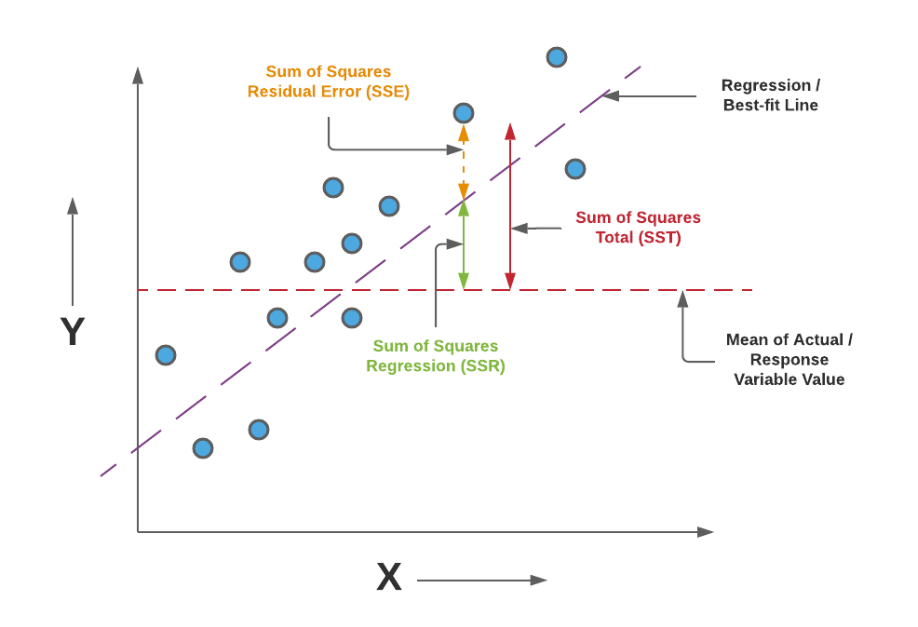 Sum of Squares
Residual Error (SSE)
Regression /
Best-fit Line
Sum of Squares
Total (SST)
Y
Sum of Squares
Regression (SSR)
Mean of Actual /
Response
Variable Value
X